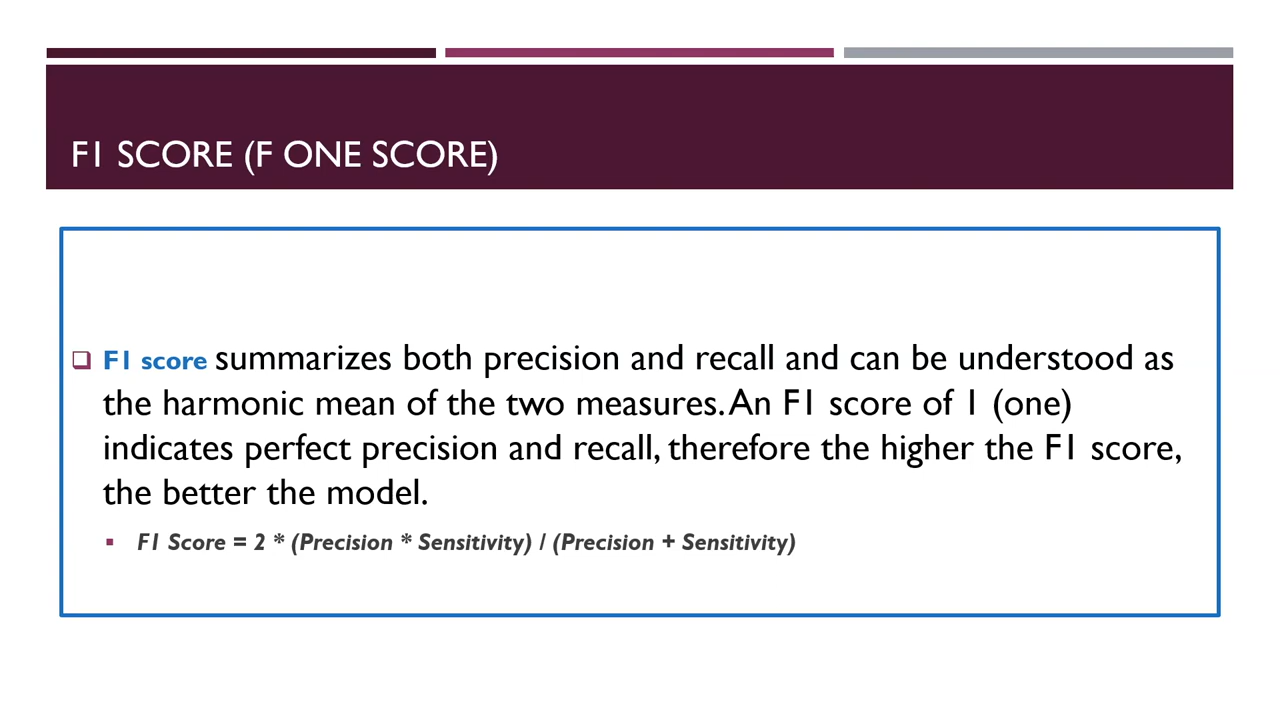 F1 SCORE (F ONE SCORE)
F1 score summarizes both precision and recall and can be understood as
the harmonic mean of the two measures. An F1 score of 1 (one)
indicates perfect precision and recall, therefore the higher the F1 score,
the better the model.
F1 Score = 2 * (Precision * Sensitivity) / (Precision + Sensitivity)